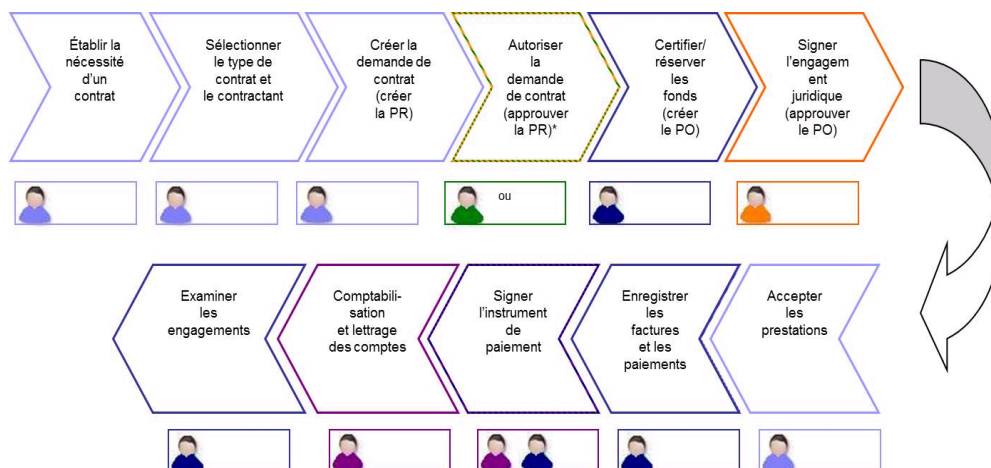 Établir la
nécessité
d'un
contrat
Sélectionner
le type de
contrat et
le contractant
Créer la
demande de
contrat
(créer
la PR)
Autoriser
la
demande
de contrat
(approuver
la PR)*
Certifier/
réserver
les
fonds
(créer
le PO)
Signer
l'engagem
ent
juridique
(approuver
le PO)
ou
Examiner
les
engagements
Comptabili-
sation
et lettrage
des comptes
Signer
l'instrument
de
paiement
Enregistrer
les
factures
et les
paiements
Accepter
les
prestations